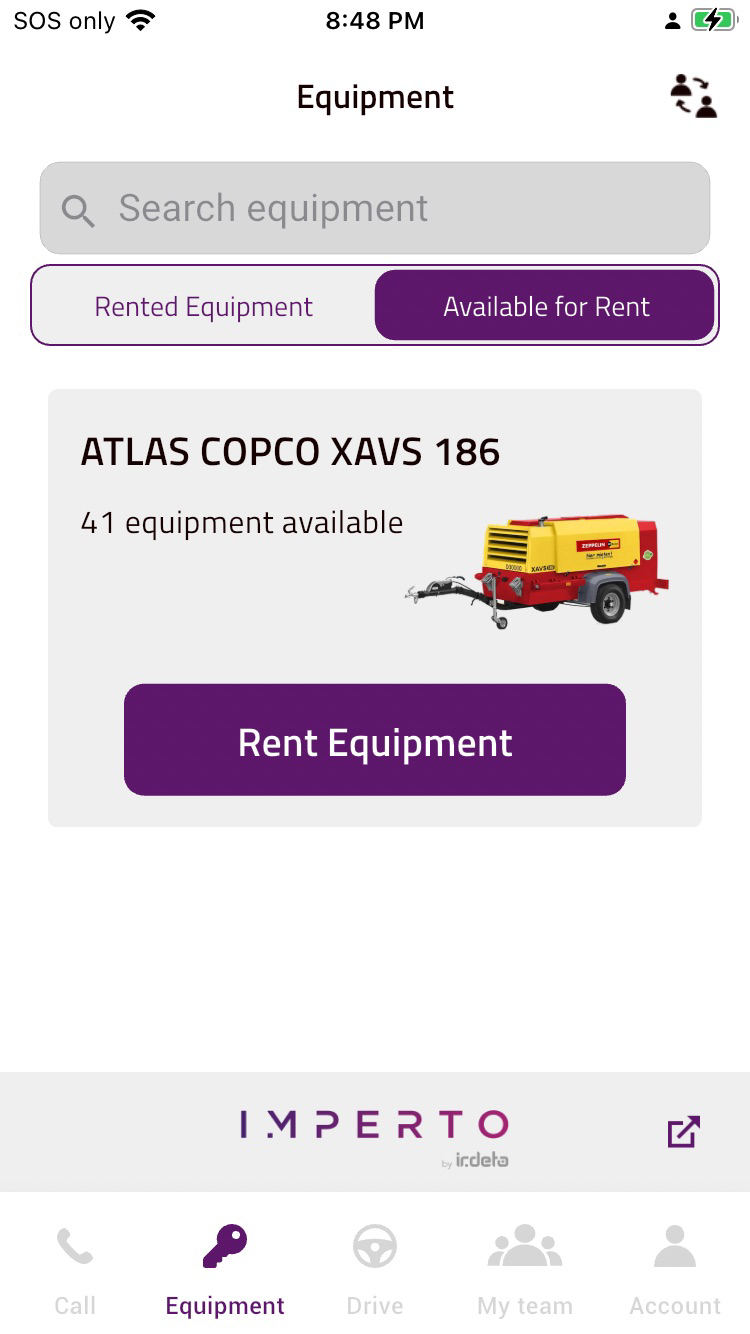 SOS only
8:48 PM
Equipment
Search equipment
Rented Equipment
Available for Rent
ATLAS COPCO XAVS 186
41 equipment available
ZEPPELIN
Rent Equipment
IMPERTO
by irdeto
Call
Equipment
Drive
My team
Account